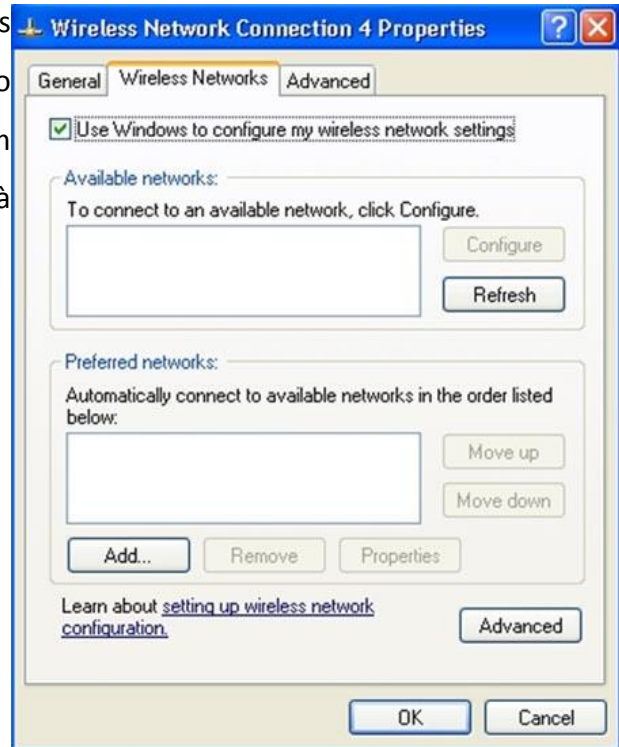 s
o
n
à
Wireless Network Connection 4 Properties
General Wireless Networks Advanced
Use Windows to configure my wireless network settings
Available networks:
To connect to an available network, click Configure.
Configure
Refresh
Preferred networks:
Automatically connect to available networks in the order listed
below:
Move up
Move down
Add... Remove Properties
Learn about setting up wireless network
configuration.
Advanced
OK Cancel